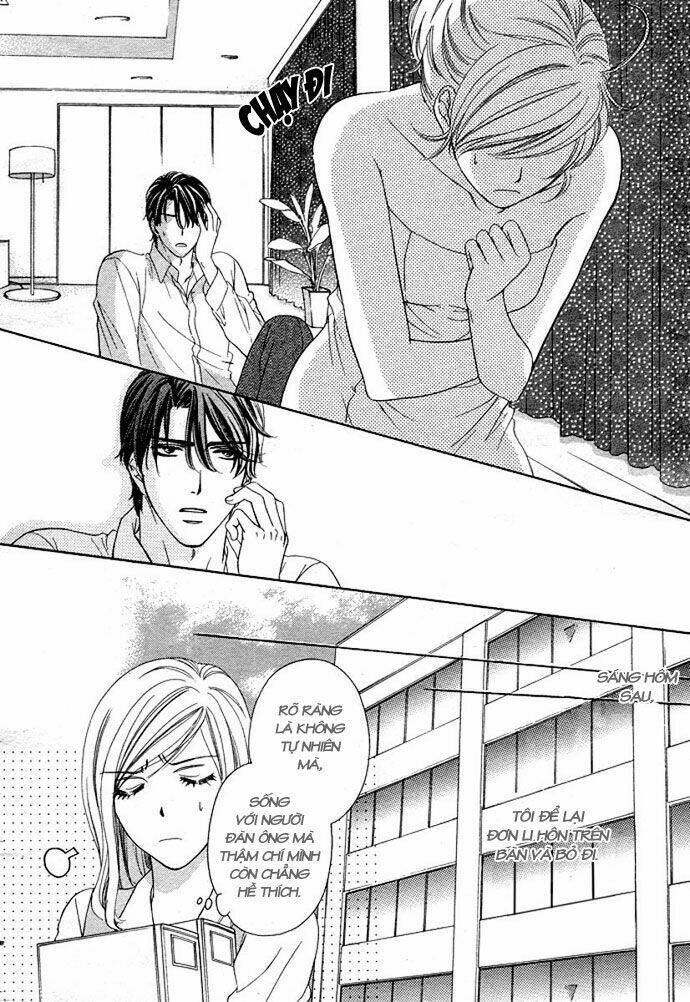 CHẠY ĐI
SÁNG HÔM
SAU,
RÕ RÀNG
LÀ KHÔNG
TỰ NHIÊN
MÀ,
SỐNG
VỚI NGƯỜI
ĐÀN ÔNG MÀ
THẬM CHÍ MÌNH
CÒN CHẲNG
HỀ THÍCH.
TÔI ĐỂ LẠI
ĐƠN LI HÔN TRÊN
BÀN VÀ BỎ ĐI.